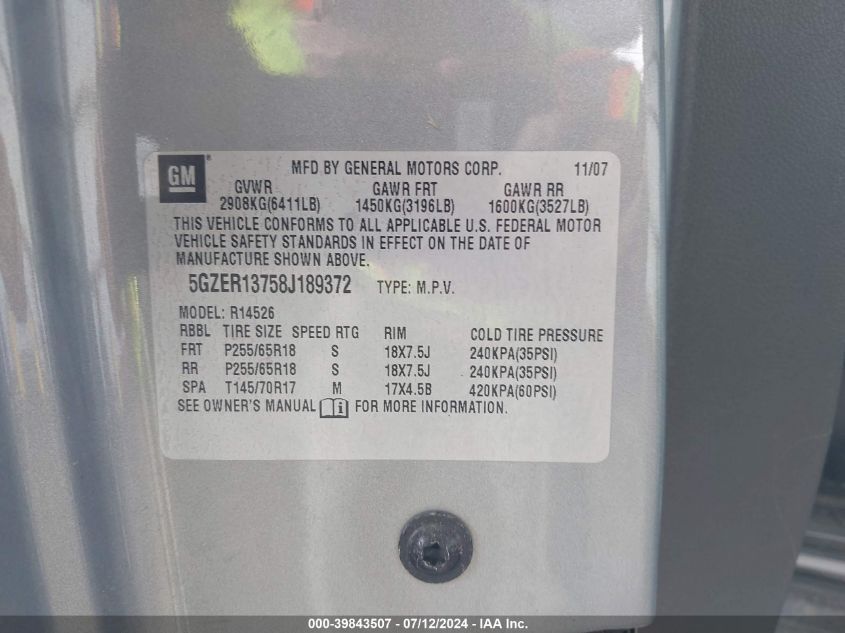 GM MFD BY GENERAL MOTORS CORP. 11/07
GVWR GAWR FRT GAWR RR
2908KG(6411LB) 1450KG(3196LB) 1600KG(3527LB)
THIS VEHICLE CONFORMS TO ALL APPLICABLE U.S. FEDERAL MOTOR
VEHICLE SAFETY STANDARDS IN EFFECT ON THE DATE OF
MANUFACTURE SHOWN ABOVE.
5GZER13758J189372 TYPE: M.P.V.
MODEL: R14526
RBBL TIRE SIZE SPEED RTG RIM COLD TIRE PRESSURE
FRT P255/65R18 S 18X7.5J 240KPA(35PSI)
RR P255/65R18 S 18X7.5J 240KPA(35PSI)
SPA T145/70R17 M 17X4.5B 420KPA(60PSI)
SEE OWNER'S MANUAL i FOR MORE INFORMATION.
000-39843507 - 07/12/2024 - © IAA Inc.